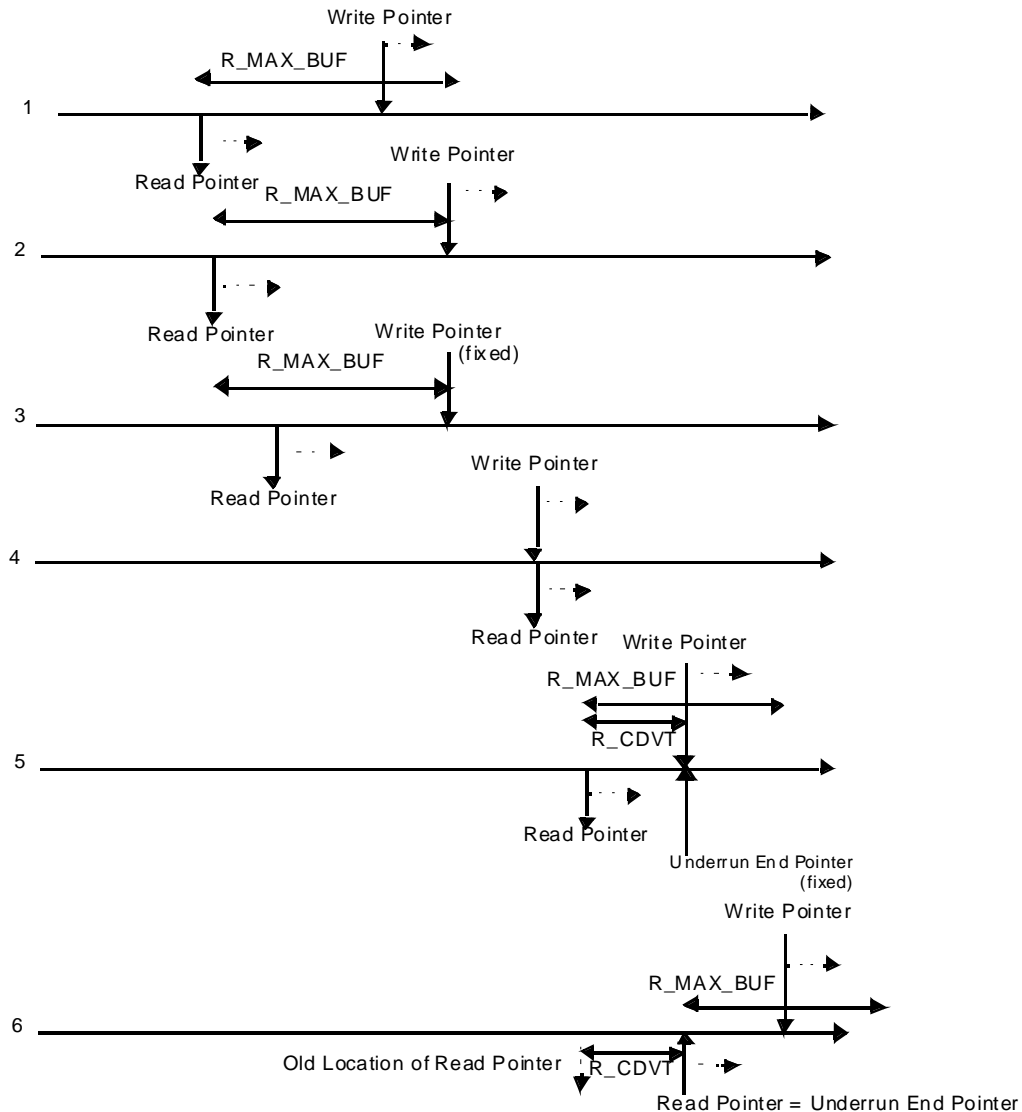 Write Pointer
R_MAX_BUF
1
Read Pointer
Write Pointer
R_MAX_BUF
2
Read Pointer
Write Pointer
(fixed)
R_MAX_BUF
3
Read Pointer
Write Pointer
4
Read Pointer
Write Pointer
R_MAX_BUF
R_CDVT
5
Read Pointer
Underrun End Pointer
(fixed)
Write Pointer
R_MAX_BUF
6
Old Location of Read Pointer
R_CDVT
Read Pointer = Underrun End Pointer